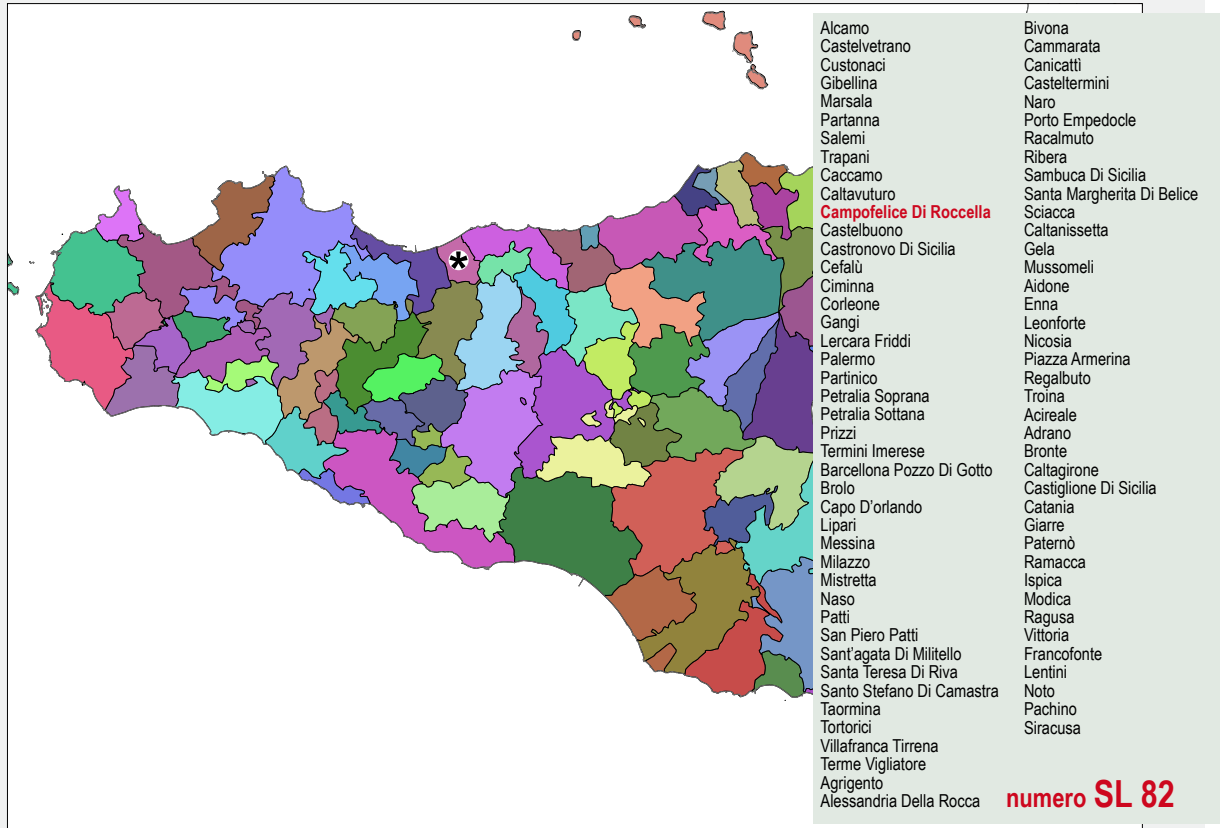 Alcamo
Castelvetrano
Custonaci
Gibellina
Marsala
Partanna
Salemi
Trapani
Caccamo
Caltavuturo
Campofelice Di Roccella
Castelbuono
Castronovo Di Sicilia
Cefalù
Ciminna
Corleone
Gangi
Lercara Friddi
Palermo
Partinico
Petralia Soprana
Petralia Sottana
Prizzi
Termini Imerese
Barcellona Pozzo Di Gotto
Brolo
Capo D'orlando
Lipari
Messina
Milazzo
Mistretta
Naso
Patti
San Piero Patti
Sant'agata Di Militello
Santa Teresa Di Riva
Santo Stefano Di Camastra
Taormina
Tortorici
Villafranca Tirrena
Terme Vigliatore
Agrigento
Alessandria Della Rocca
Bivona
Cammarata
Canicattì
Casteltermini
Naro
Porto Empedocle
Racalmuto
Ribera
Sambuca Di Sicilia
Santa Margherita Di Belice
Sciacca
Caltanissetta
Gela
Mussomeli
Aidone
Enna
Leonforte
Nicosia
Piazza Armerina
Regalbuto
Troina
Acireale
Adrano
Bronte
Caltagirone
Castiglione Di Sicilia
Catania
Giarre
Paternò
Ramacca
Ispica
Modica
Ragusa
Vittoria
Francofonte
Lentini
Noto
Pachino
Siracusa
numero SL 82
*